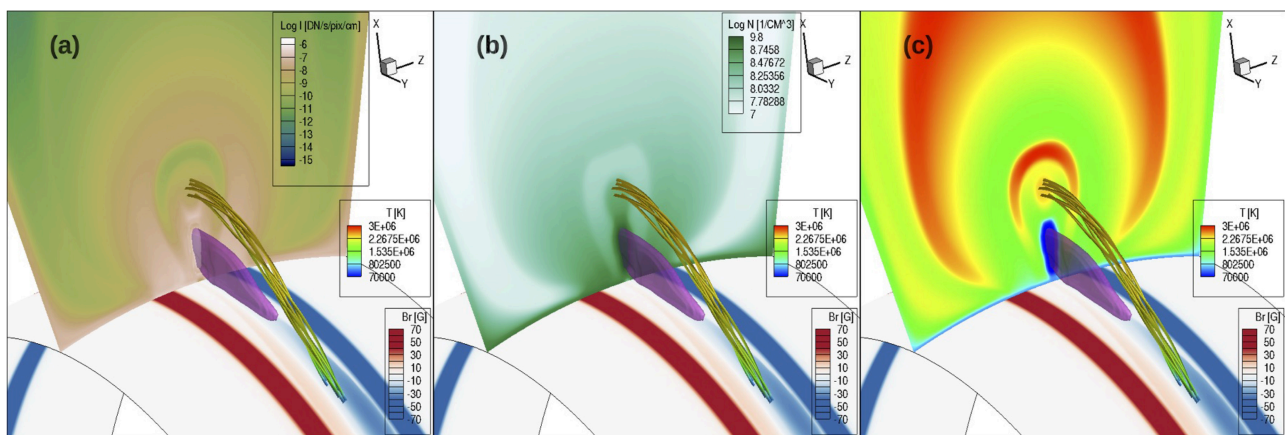 (a)
Log I [DN/s/pix/cm]
-6
-7
-8
-9
-10
-11
-12
-13
-14
-15
X
Z
Y
T [K]
3E+06
2.2675E+06
1.535E+06
802500
70000
Br [G]
70
50
30
10
-10
-30
-50
-70
(b)
Log N [1/CM^3]
9.8
8.7458
8.47672
8.25356
8.0332
7.78288
7
X
Z
Y
T [K]
3E+06
2.2675E+06
1.535E+06
802500
70000
Br [G]
70
50
30
10
-10
-30
-50
-70
(c)
X
Z
Y
T [K]
3E+06
2.2675E+06
1.535E+06
802500
70000
Br [G]
70
50
30
10
-10
-30
-50
-70